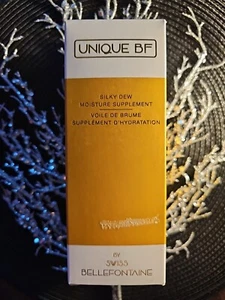 UNIQUE BF
SILKY DEW
MOISTURE SUPPLEMENT
VOILE DE BRUME
SUPPLÉMENT D'HYDRATATION
BY
SWISS
BELLEFONTAINE